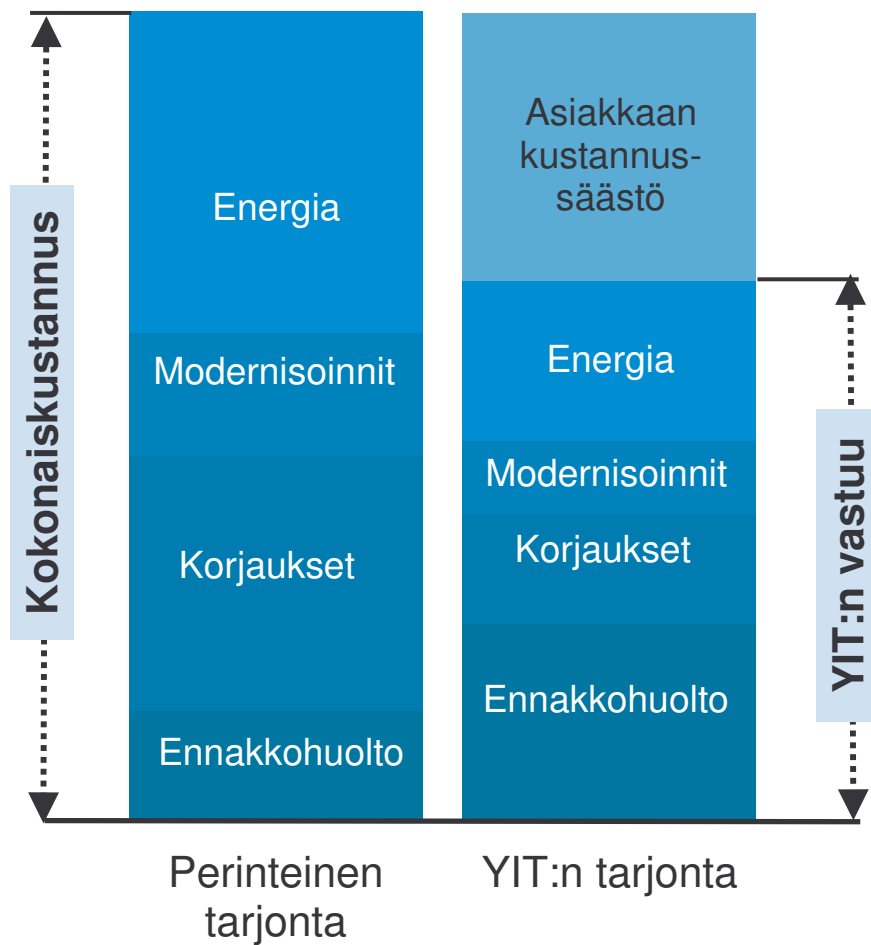 Kokonaiskustannus
Energia
Modernisoinnit
Korjaukset
Ennakkohuolto
Perinteinen
tarjonta
Asiakkaan
kustannus-
säästö
Energia
Modernisoinnit
Korjaukset
Ennakkohuolto
YIT:n tarjonta
YIT:n vastuu